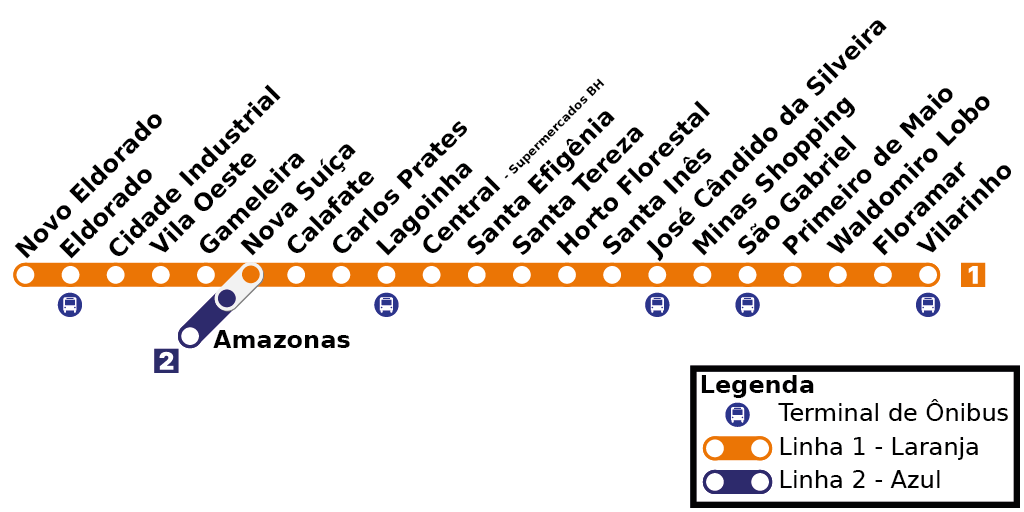 Novo Eldorado
Eldorado
Cidade Industrial
Vila Oeste
Gameleira
Nova Suíça
Calafate
Carlos Prates
Lagoinha
Central - Supermercados BH
Santa Efigênia
Santa Tereza
Horto Florestal
Santa Inês
José Cândido da Silveira
Minas Shopping
São Gabriel
Primeiro de Maio
Waldomiro Lobo
Floramar
Vilarinho
1
Amazonas
2
Legenda
Terminal de Ônibus
Linha 1 - Laranja
Linha 2 - Azul